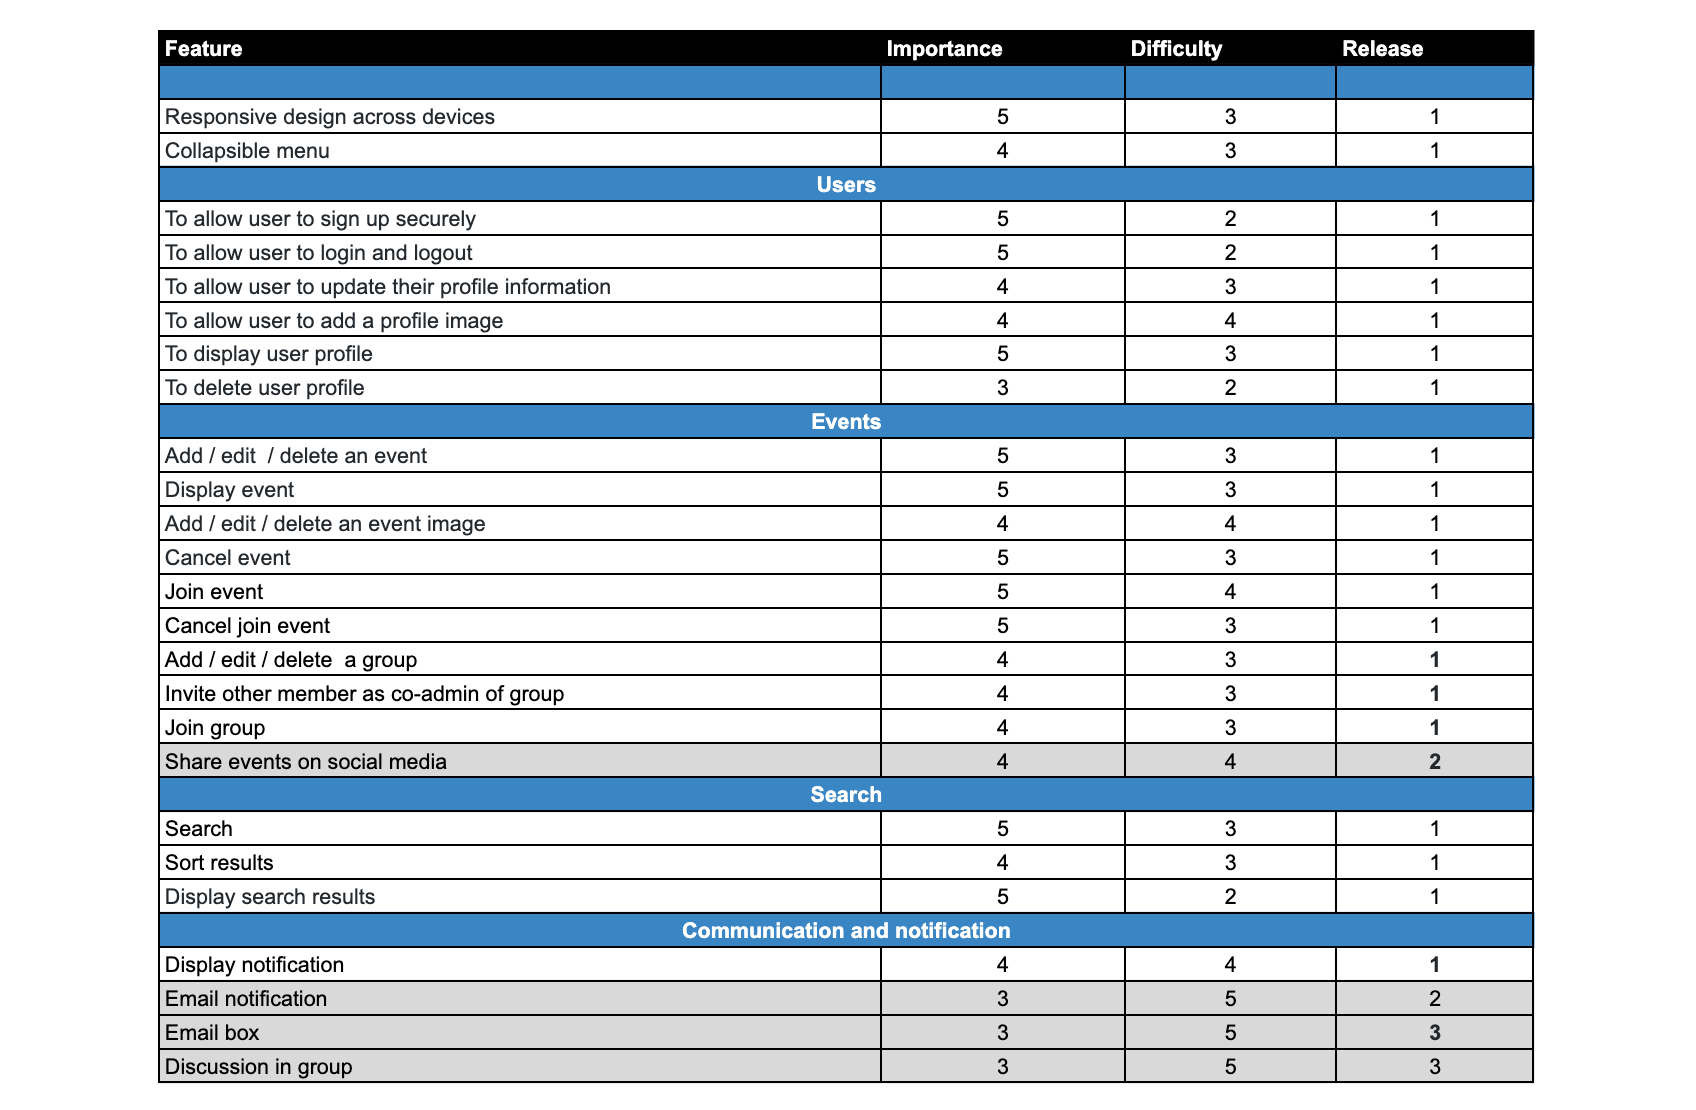 Feature Importance Difficulty Release
Responsive design across devices 5 3 1
Collapsible menu 4 3 1
Users
To allow user to sign up securely 5 2 1
To allow user to login and logout 5 2 1
To allow user to update their profile information 4 3 1
To allow user to add a profile image 4 4 1
To display user profile 5 3 1
To delete user profile 3 2 1
Events
Add / edit  / delete an event 5 3 1
Display event 5 3 1
Add / edit / delete an event image 4 4 1
Cancel event 5 3 1
Join event 5 4 1
Cancel join event 5 3 1
Add / edit / delete  a group 4 3 1
Invite other member as co-admin of group 4 3 1
Join group 4 3 1
Share events on social media 4 4 2
Search
Search 5 3 1
Sort results 4 3 1
Display search results 5 2 1
Communication and notification
Display notification 4 4 1
Email notification 3 5 2
Email box 3 5 3
Discussion in group 3 5 3